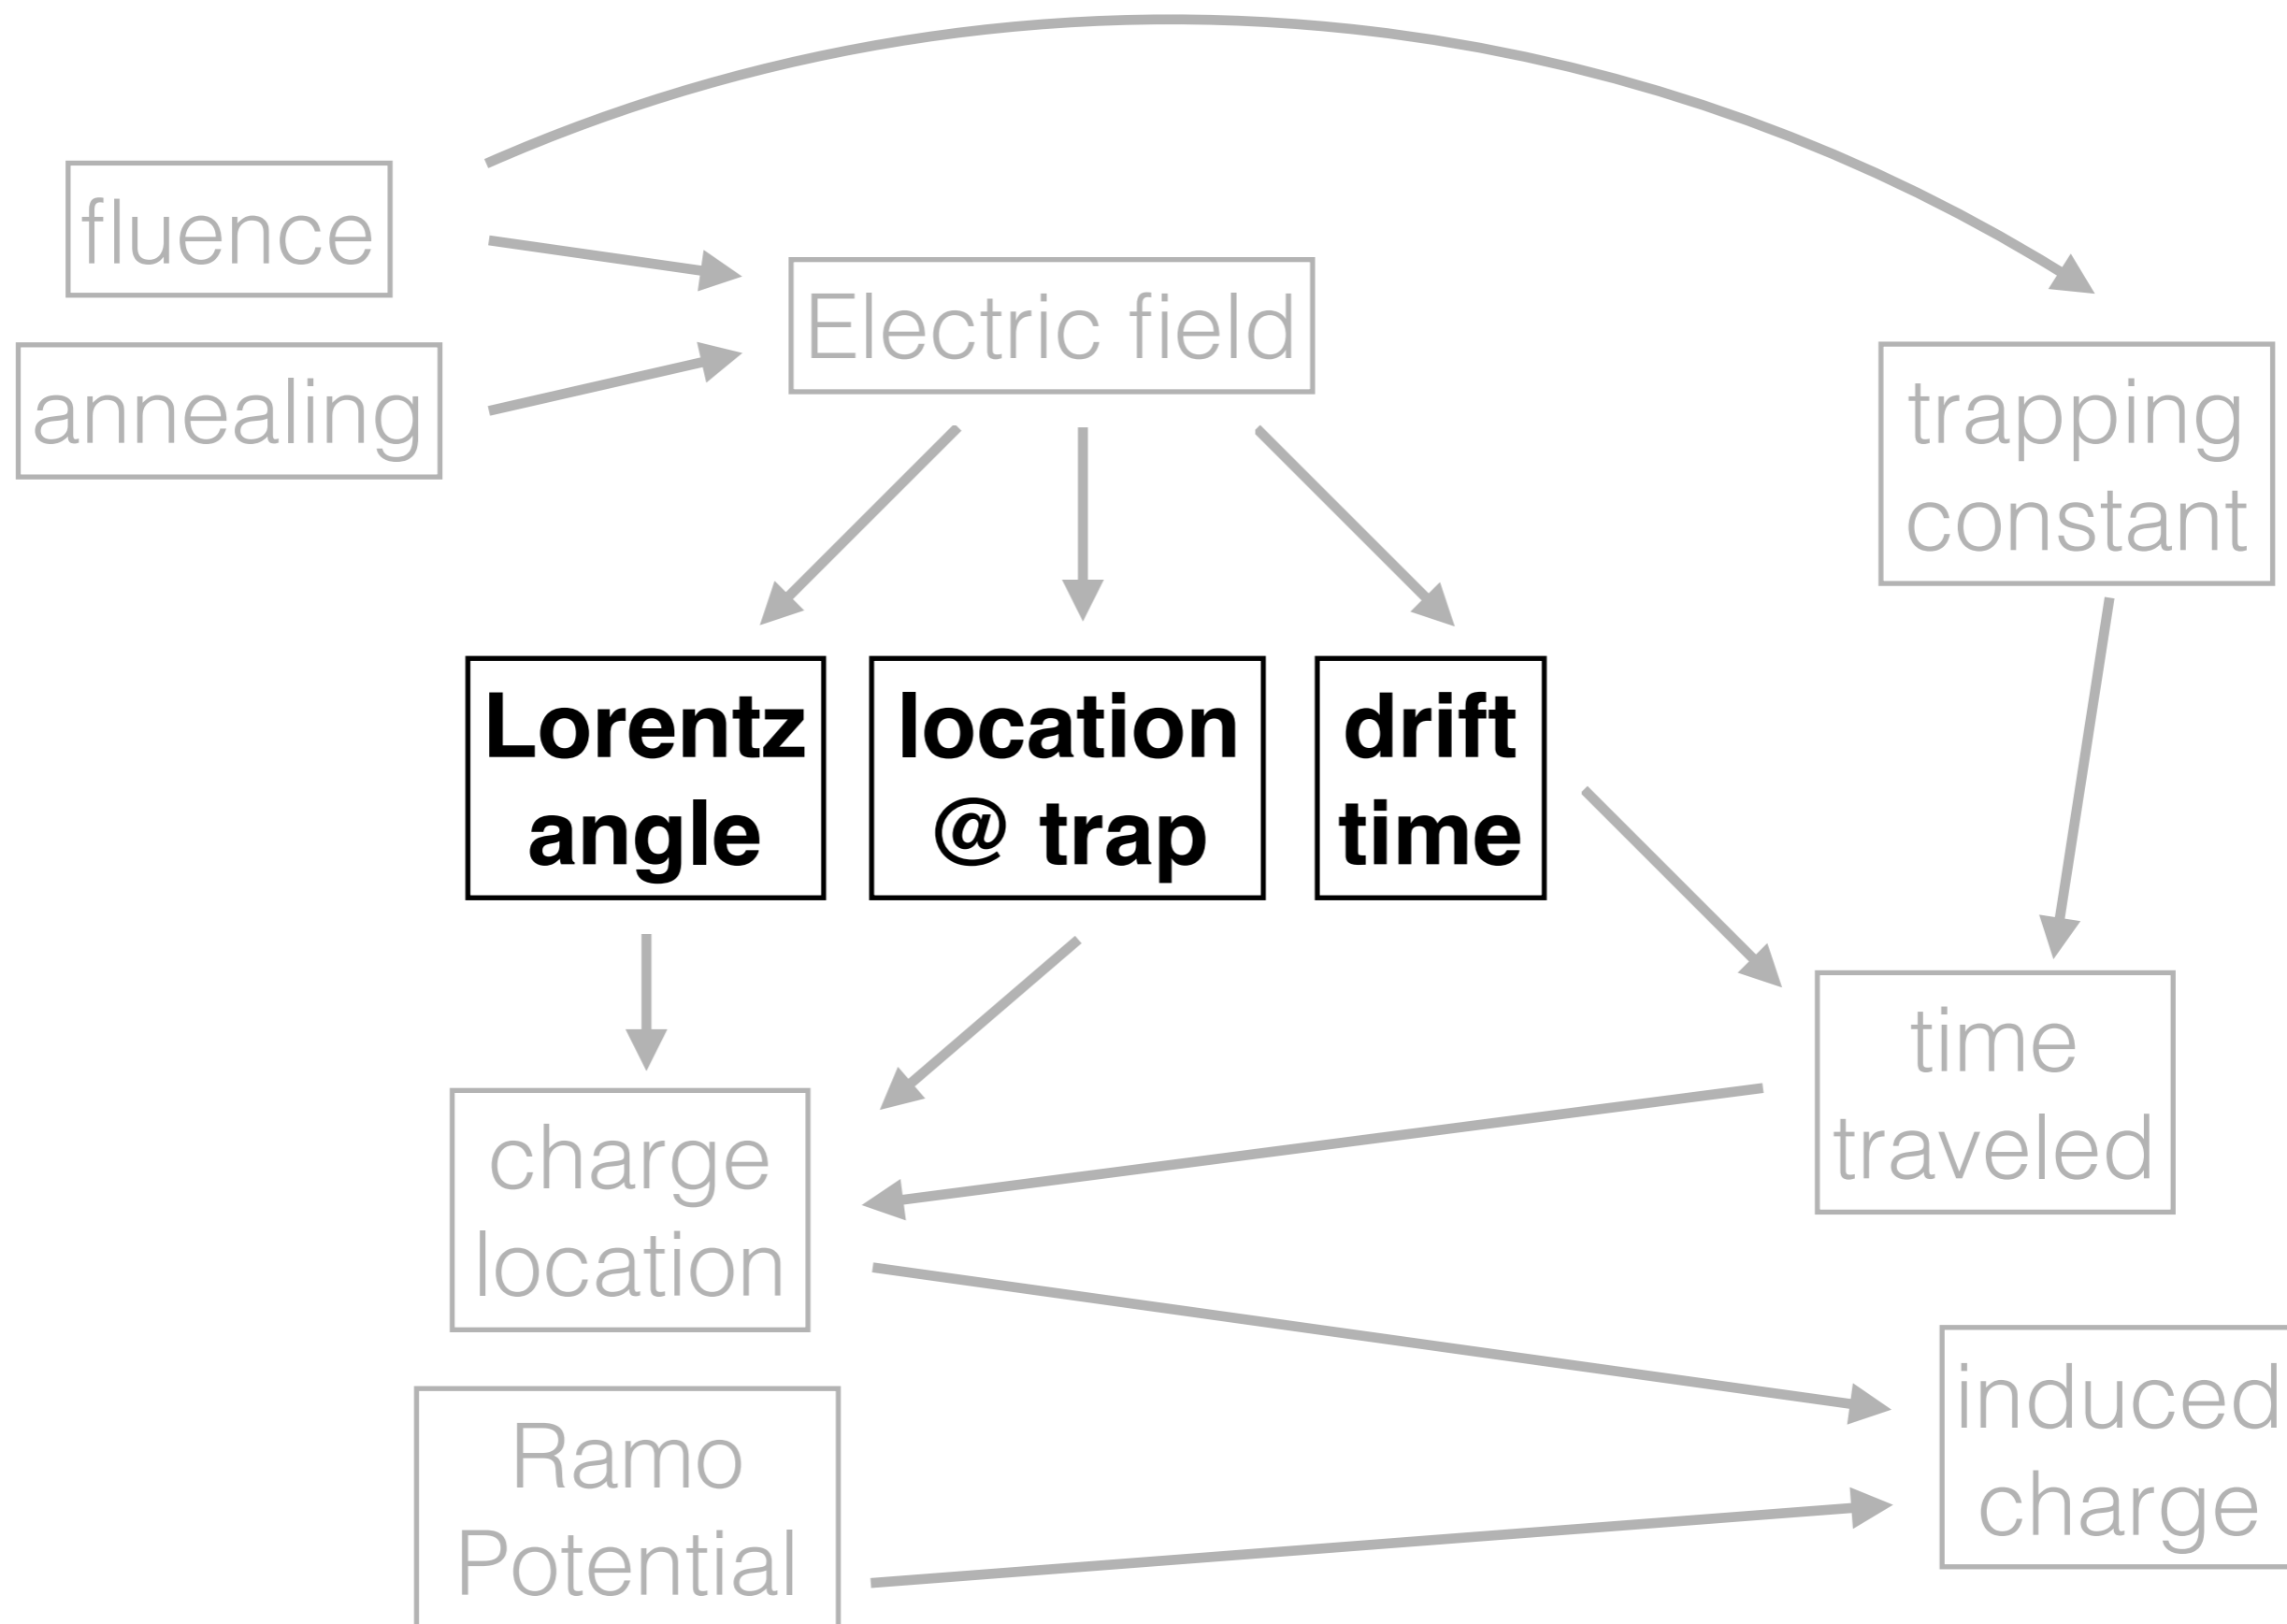 fluence
annealing
Electric field
trapping
constant
Lorentz
angle
location
@ trap
drift
time
time
traveled
charge
location
induced
charge
Ramo
Potential